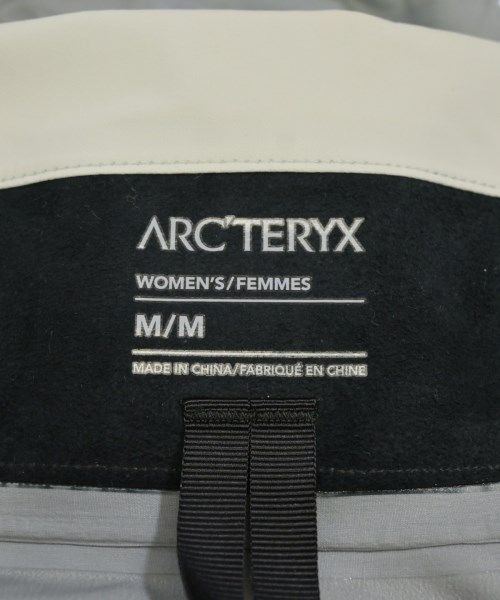 ARC'TERYX
WOMEN'S/FEMMES
M/M
MADE IN CHINA/FABRIQUÉ EN CHINE